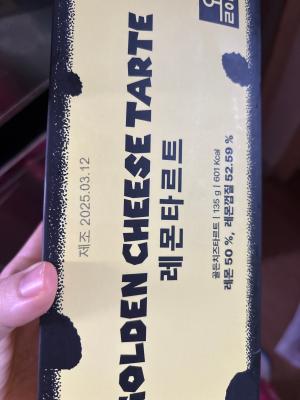 GOLDEN CHEESE TARTE
레몬타르트
제조 2025.03.12
골든치즈타르트 | 135 g | 601 Kcal
레몬 50 %, 레몬껍질 52.59 %